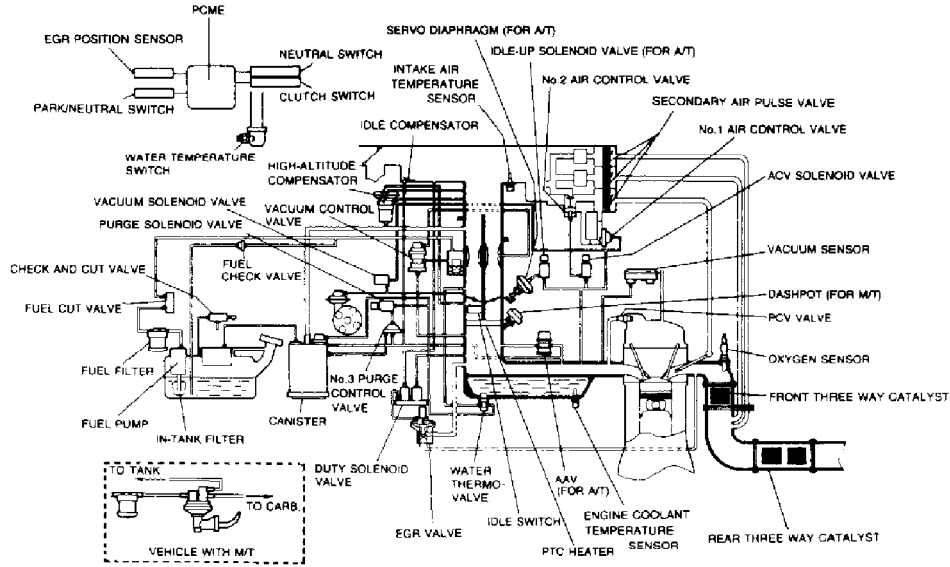 PCME
EGR POSITION SENSOR
NEUTRAL SWITCH
PARK/NEUTRAL SWITCH
CLUTCH SWITCH
WATER TEMPERATURE
SWITCH
SERVO DIAPHRAGM (FOR A/T)
IDLE-UP SOLENOID VALVE (FOR A/T)
INTAKE AIR
TEMPERATURE
SENSOR
No.2 AIR CONTROL VALVE
SECONDARY AIR PULSE VALVE
No.1 AIR CONTROL VALVE
IDLE COMPENSATOR
HIGH-ALTITUDE
COMPENSATOR
ACV SOLENOID VALVE
VACUUM SOLENOID VALVE
VACUUM CONTROL
VALVE
PURGE SOLENOID VALVE
VACUUM SENSOR
FUEL
CHECK VALVE
CHECK AND CUT VALVE
DASHPOT (FOR M/T)
FUEL CUT VALVE
PCV VALVE
OXYGEN SENSOR
FUEL FILTER
No.3 PURGE
CONTROL
VALVE
FRONT THREE WAY CATALYST
FUEL PUMP
CANISTER
IN-TANK FILTER
DUTY SOLENOID
VALVE
WATER
THERMO-
VALVE
AAV
(FOR A/T)
EGR VALVE
IDLE SWITCH
ENGINE COOLANT
TEMPERATURE
SENSOR
PTC HEATER
REAR THREE WAY CATALYST
TO TANK
TO CARB.
VEHICLE WITH M/T